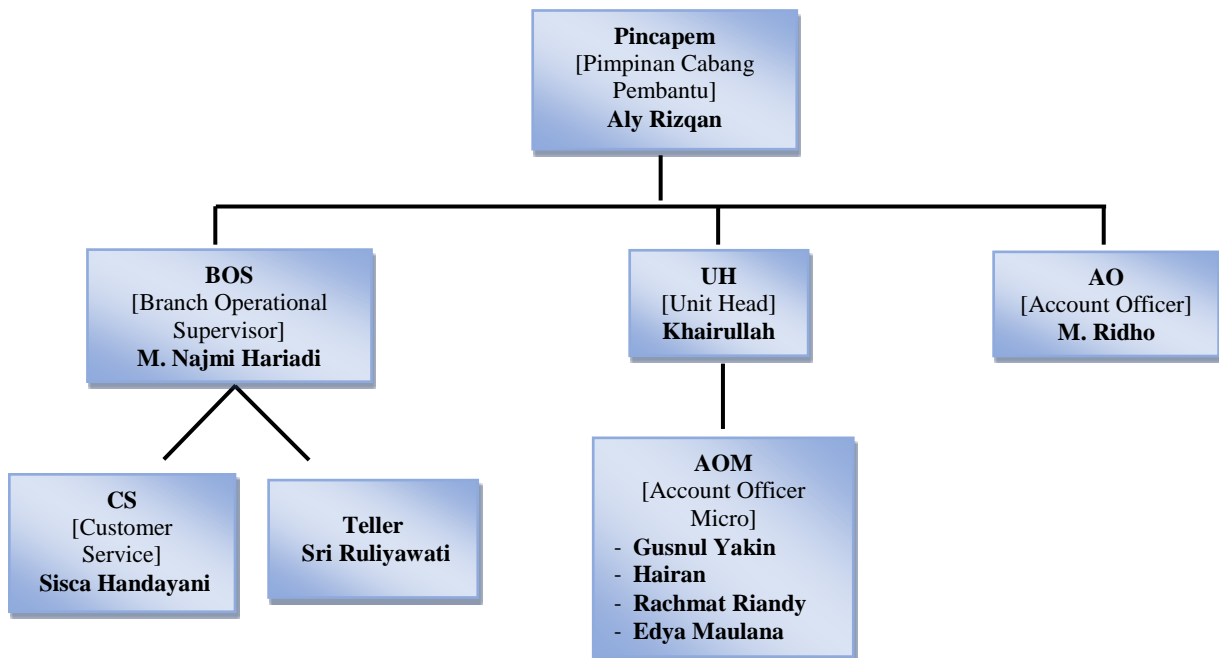 Pincapem
[Pimpinan Cabang
Pembantu]
Aly Rizqan
BOS
[Branch Operational
Supervisor]
M. Najmi Hariadi
UH
[Unit Head]
Khairullah
AO
[Account Officer]
M. Ridho
CS
[Customer
Service]
Sisca Handayani
Teller
Sri Ruliyawati
AOM
[Account Officer
Micro]
- Gusnul Yakin
- Hairan
- Rachmat Riandy
- Edya Maulana